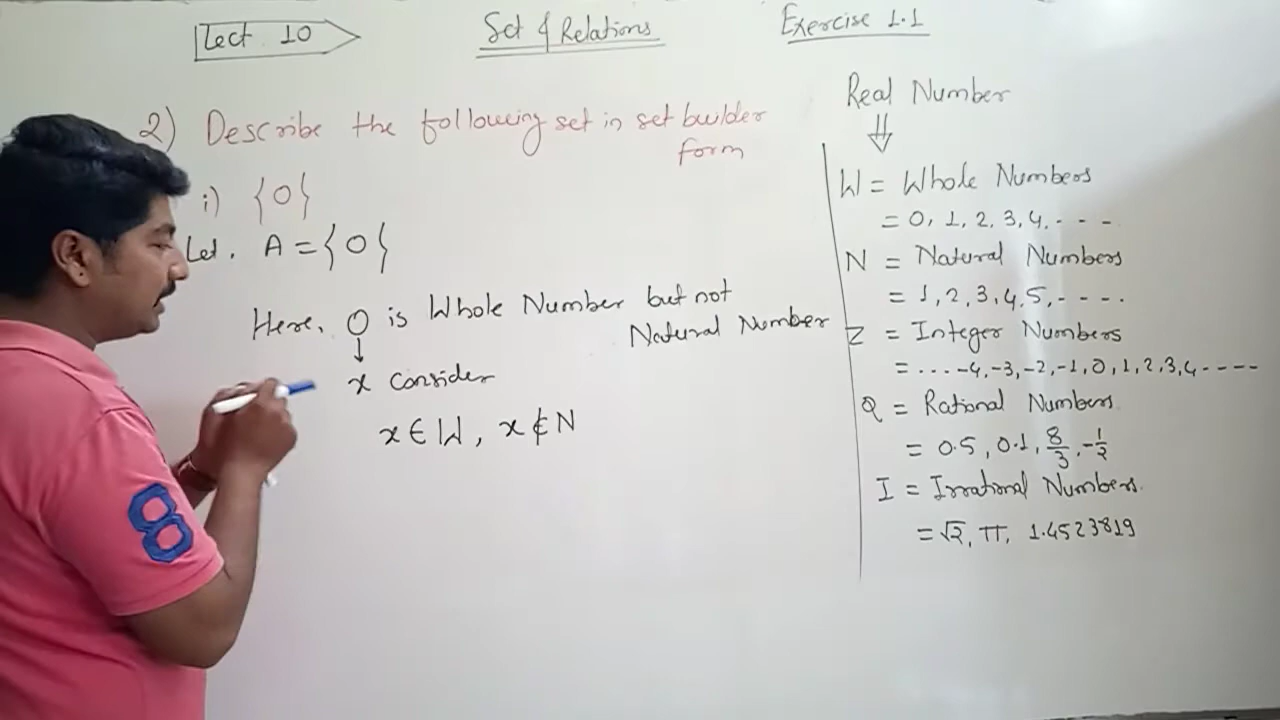 Lect 10
Set & Relations
Exercise 1.1
2) Describe the following set in set builder
form
i) {0}
Let, A = {0}
Here, 0 is Whole Number but not
Natural Number
↓
x Consider
x ∈ W, x ∉ N
Real Number
⇓
W = Whole Numbers
= 0, 1, 2, 3, 4, - - -
N = Natural Numbers
= 1, 2, 3, 4, 5, - - - -
Z = Integer Numbers
= ... -4, -3, -2, -1, 0, 1, 2, 3, 4 - - - -
Q = Rational Numbers
= 0.5, 0.1, 8/3, -1/2
I = Irrational Numbers.
= √2, π, 1.4523819
8